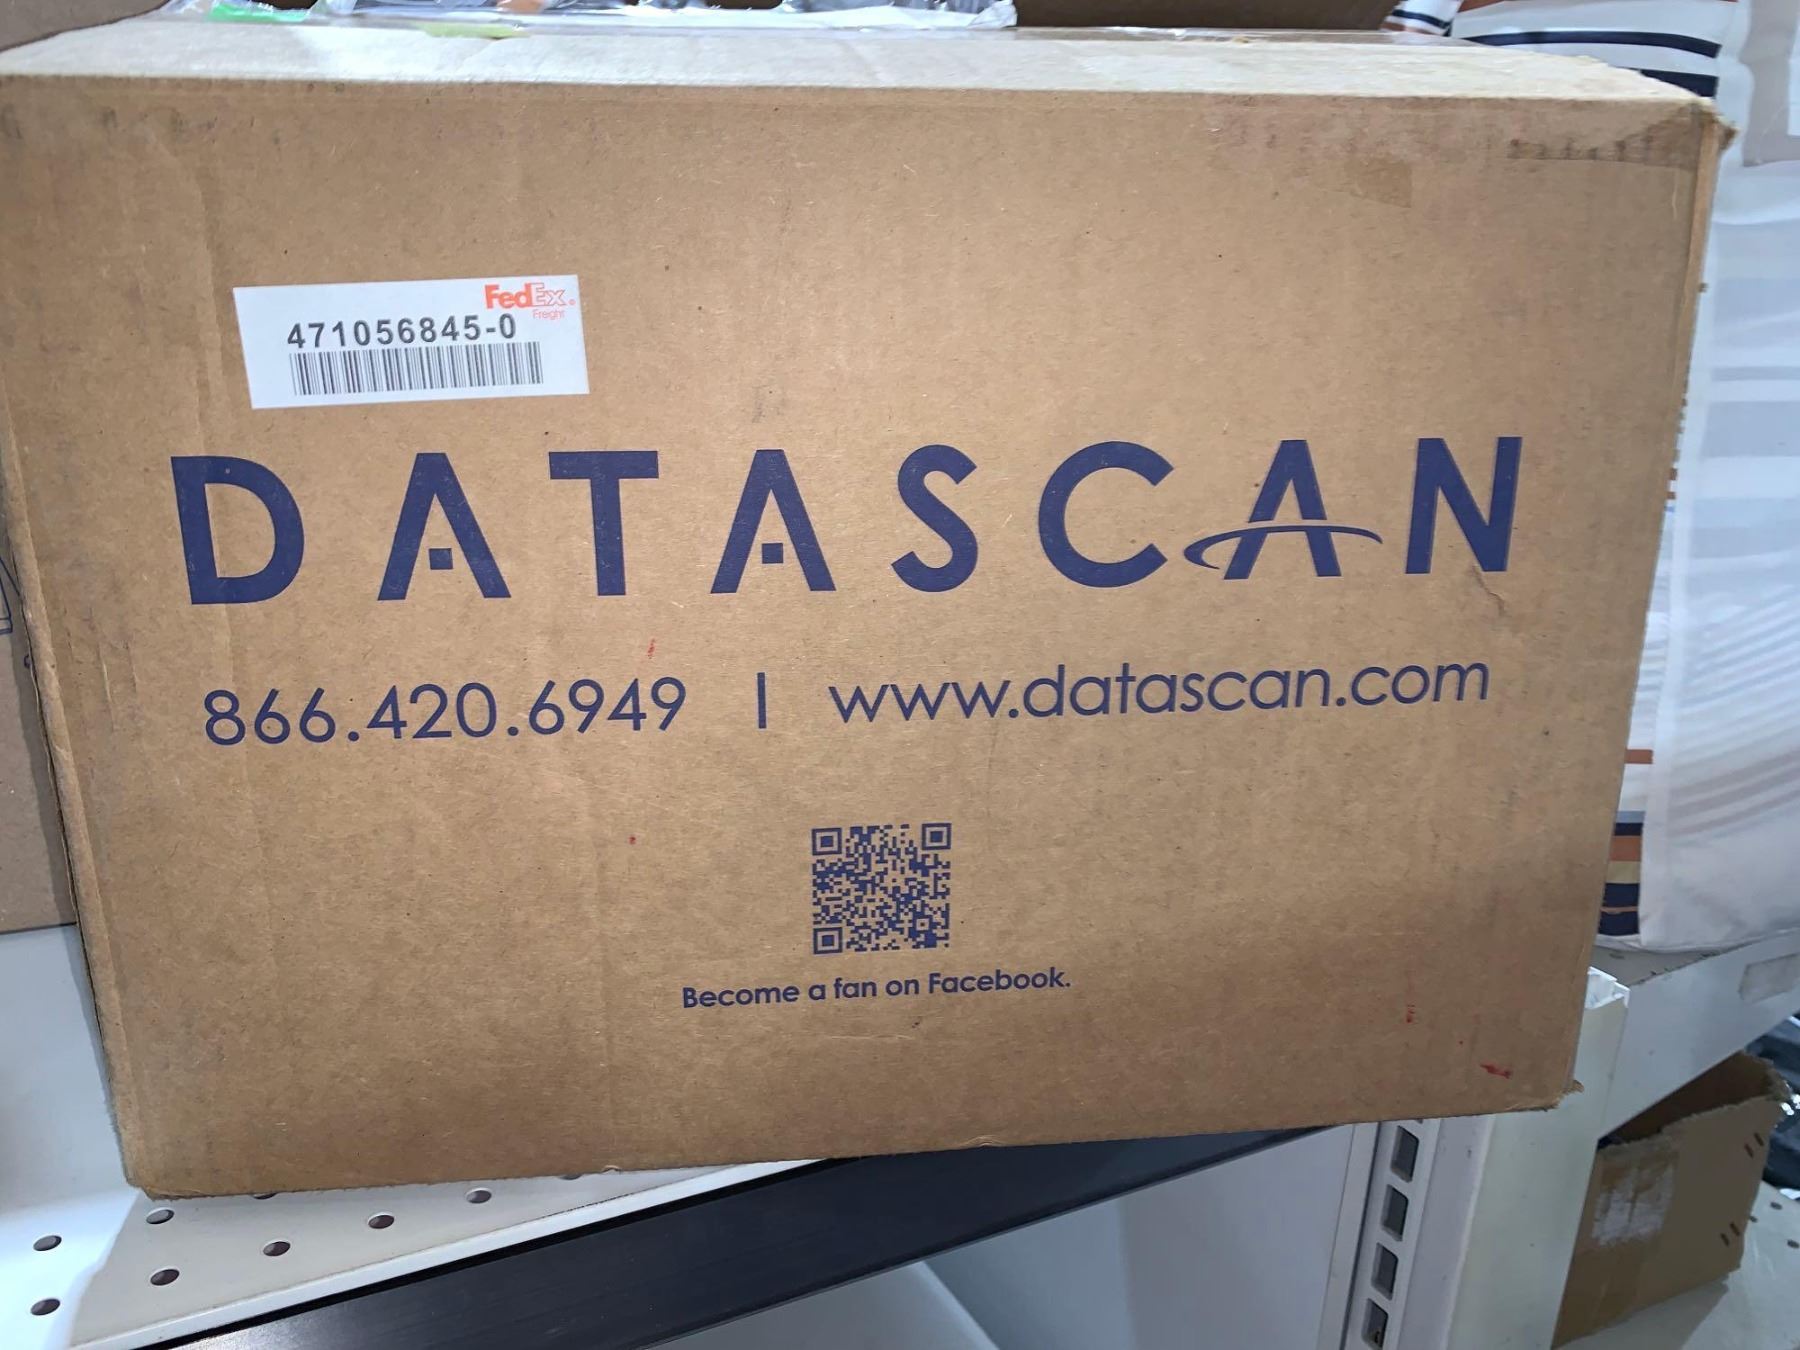 FedEx®
Freight
471056845-0
DATASCAN
866.420.6949 | www.datascan.com
Become a fan on Facebook.